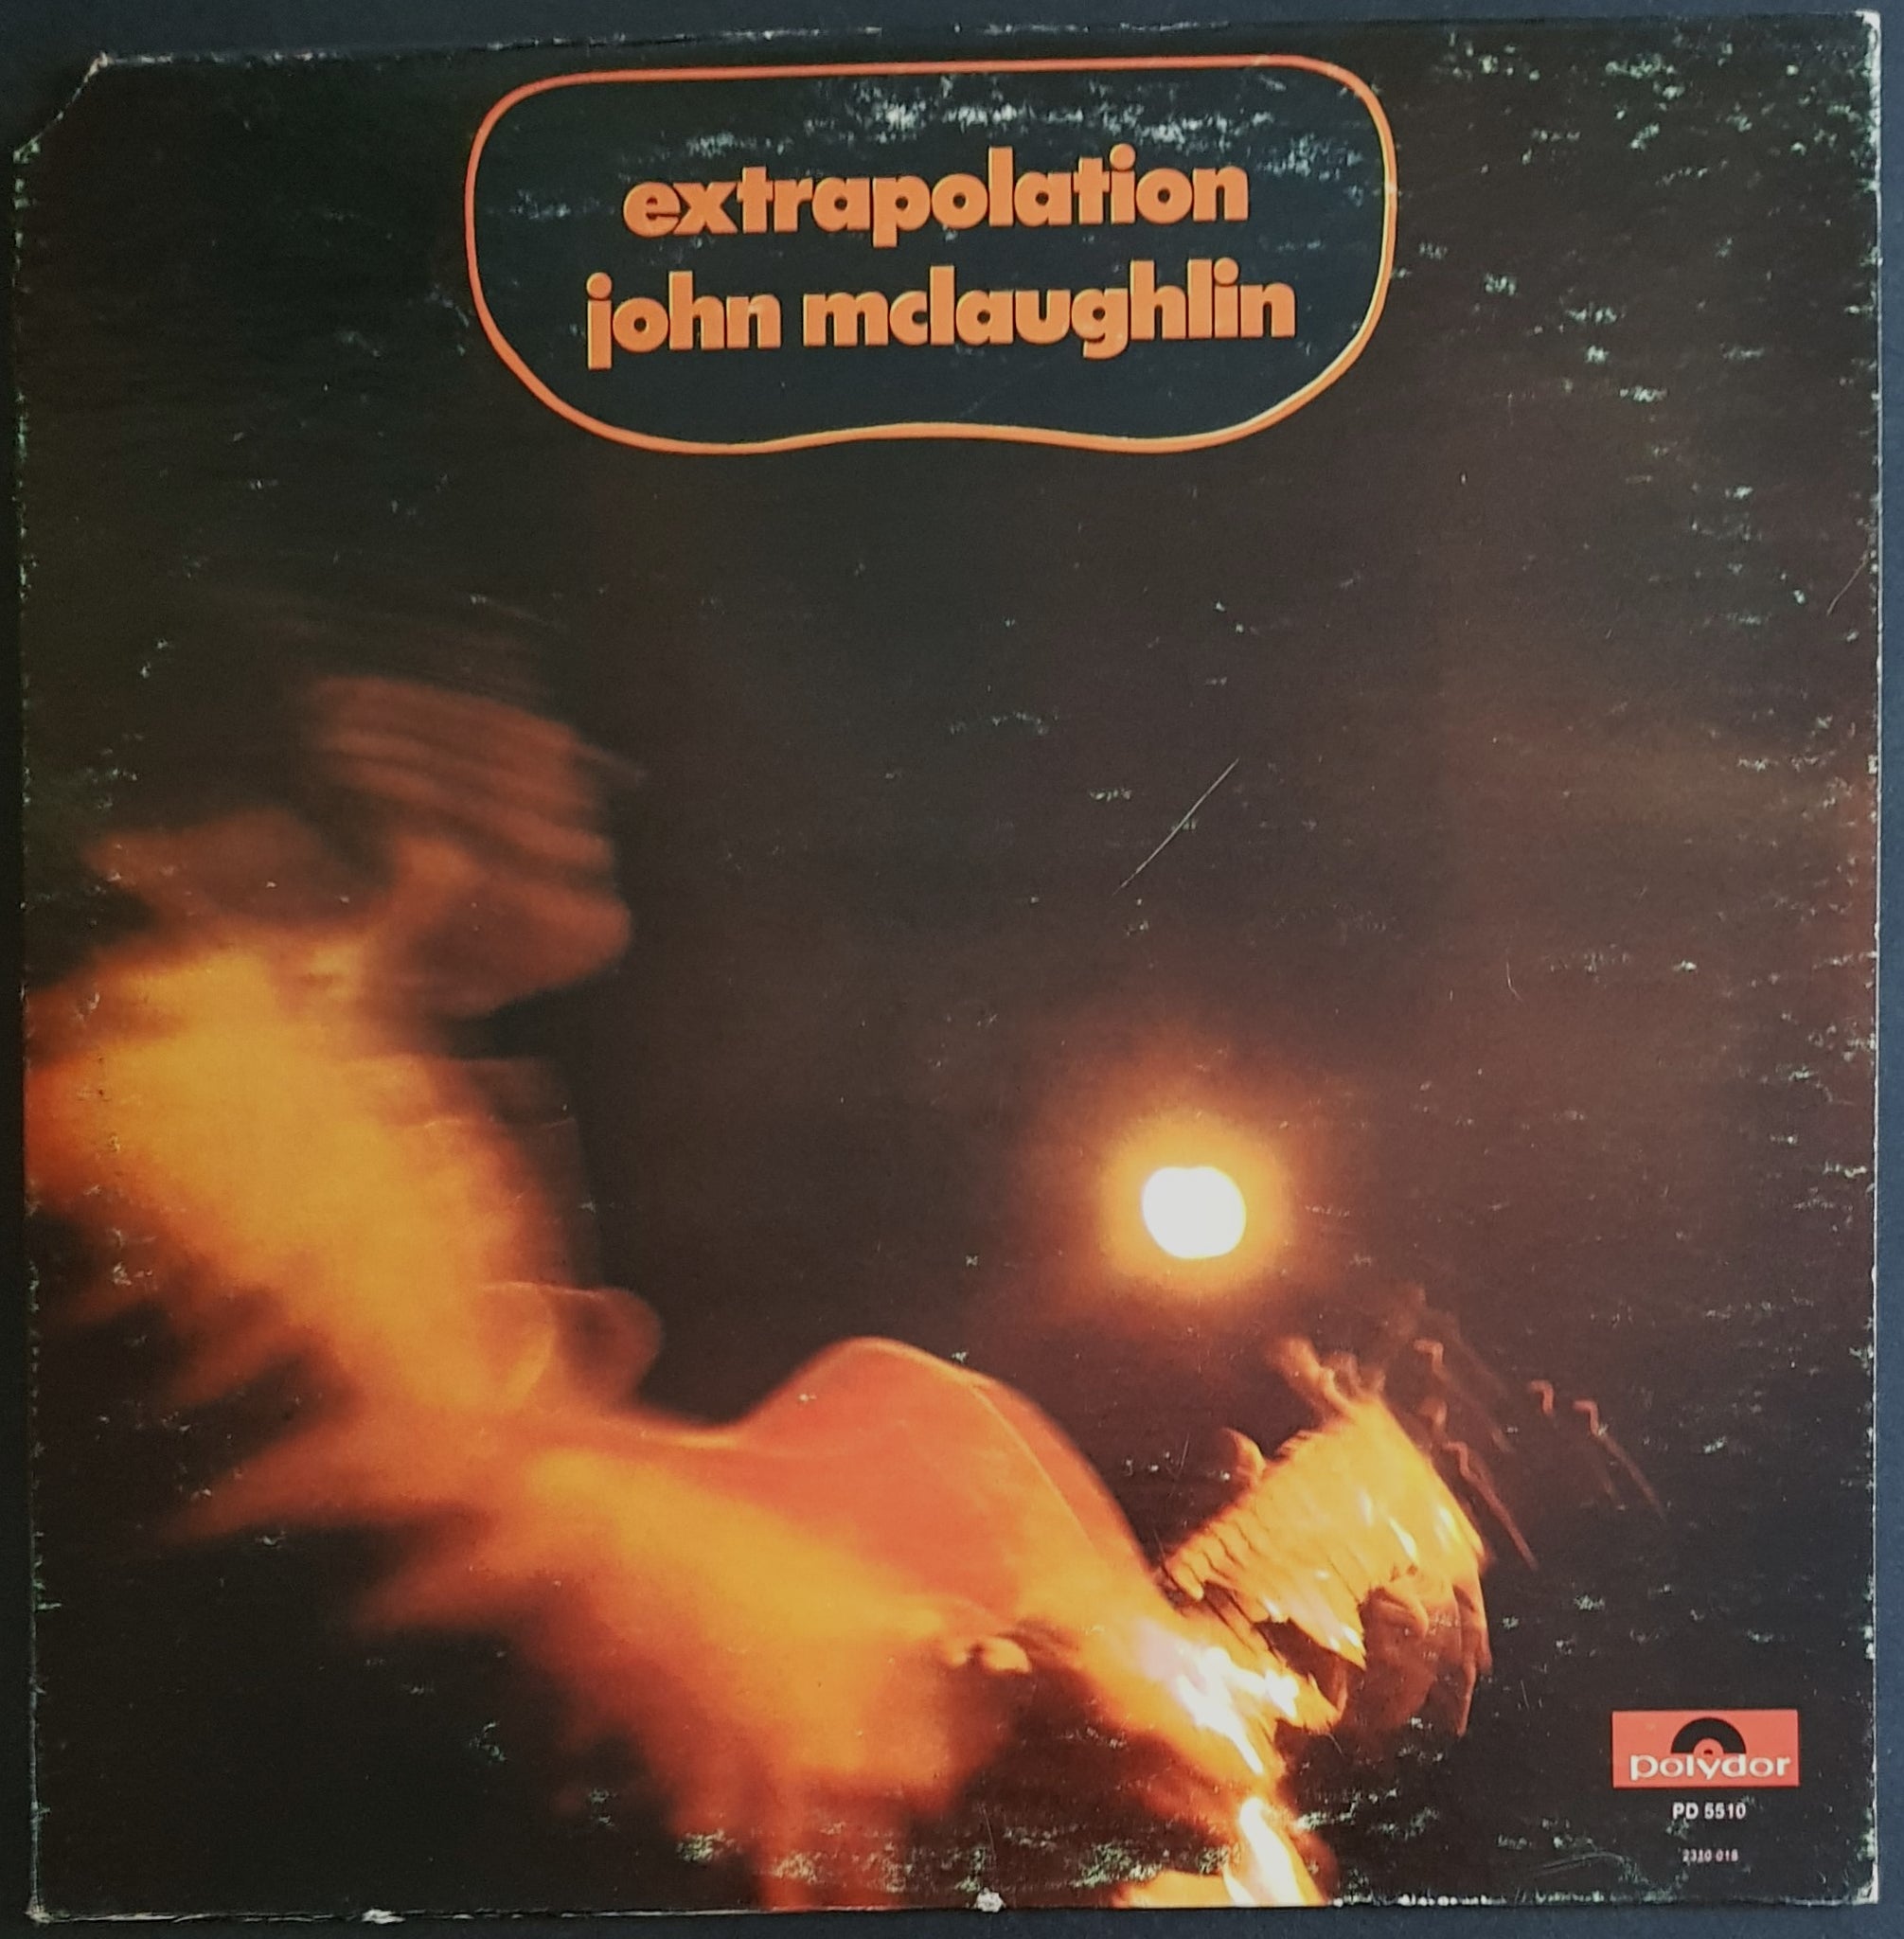 extrapolation
john mclaughlin
polydor
PD 5510
2310 018